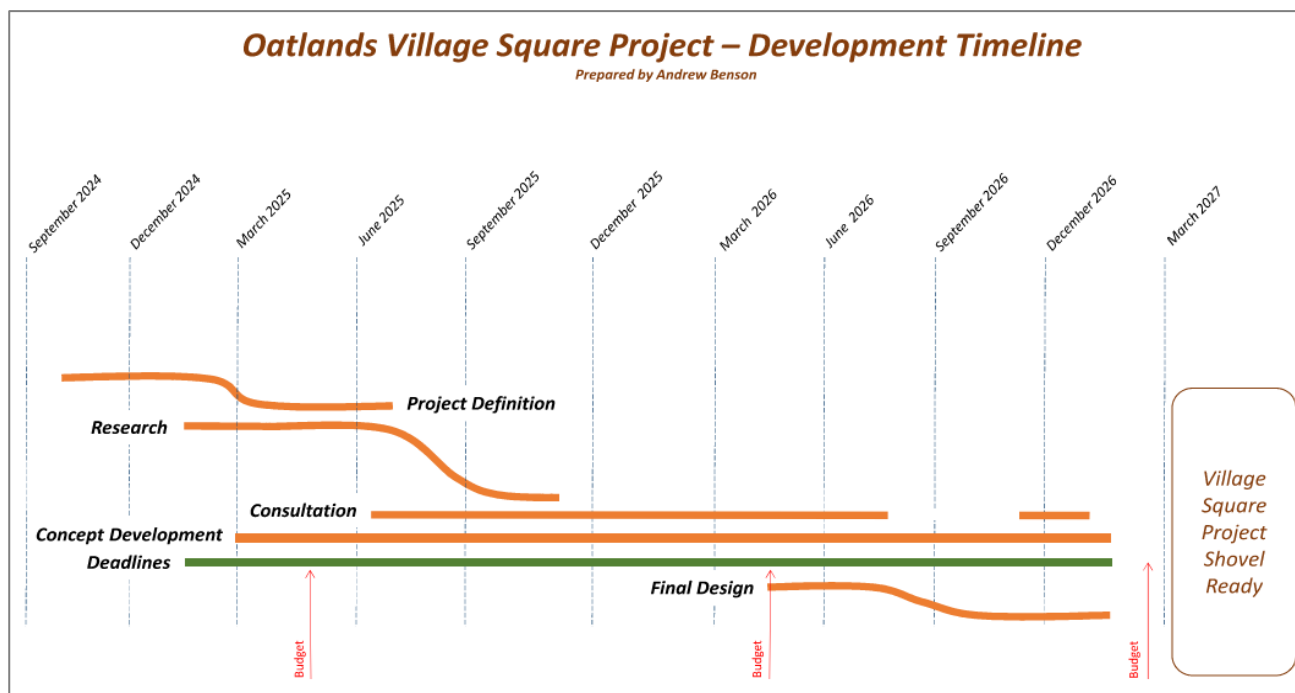 Oatlands Village Square Project – Development Timeline
Prepared by Andrew Benson
September 2024
December 2024
March 2025
June 2025
September 2025
December 2025
March 2026
June 2026
September 2026
December 2026
March 2027
Project Definition
Research
Consultation
Concept Development
Deadlines
Final Design
Budget
Budget
Budget
Village
Square
Project
Shovel
Ready